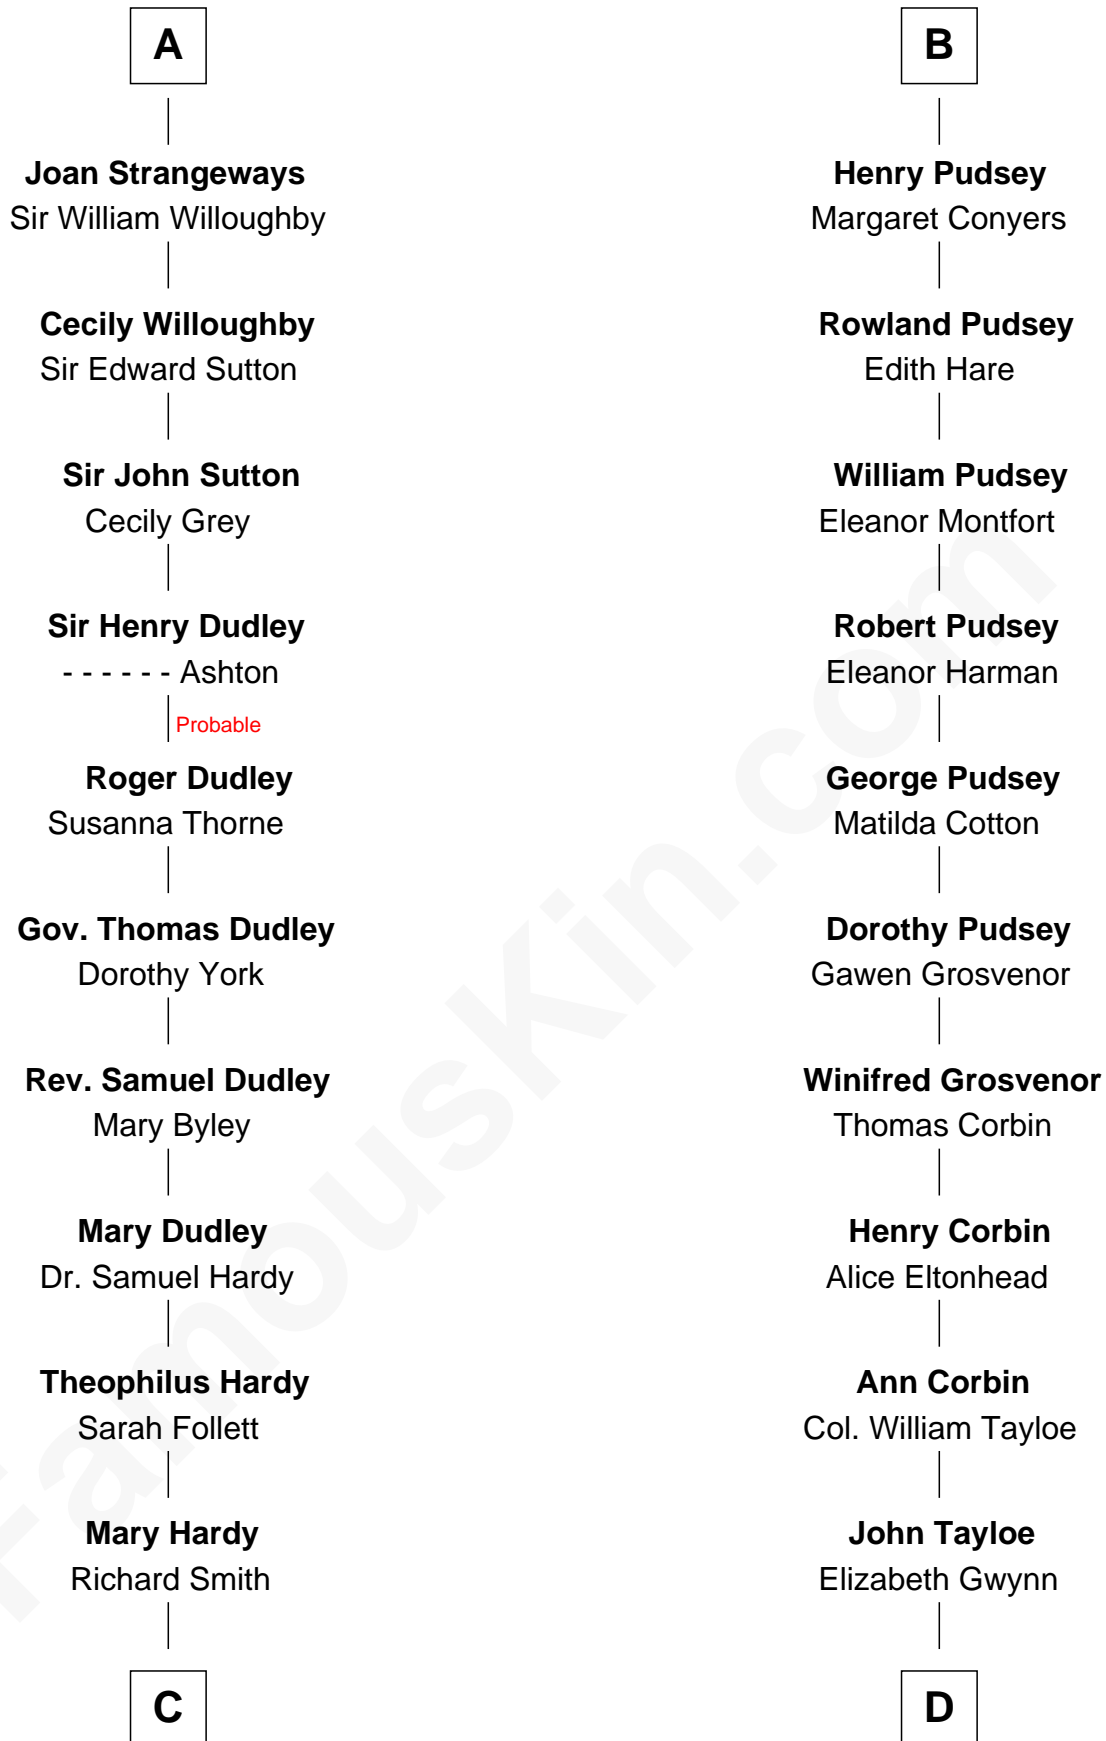 A
Joan Strangeways
Sir William Willoughby
Cecily Willoughby
Sir Edward Sutton
Sir John Sutton
Cecily Grey
Sir Henry Dudley
- - - - - - Ashton
Probable
Roger Dudley
Susanna Thorne
Gov. Thomas Dudley
Dorothy York
Rev. Samuel Dudley
Mary Byley
Mary Dudley
Dr. Samuel Hardy
Theophilus Hardy
Sarah Follett
Mary Hardy
Richard Smith
C
B
Henry Pudsey
Margaret Conyers
Rowland Pudsey
Edith Hare
William Pudsey
Eleanor Montfort
Robert Pudsey
Eleanor Harman
George Pudsey
Matilda Cotton
Dorothy Pudsey
Gawen Grosvenor
Winifred Grosvenor
Thomas Corbin
Henry Corbin
Alice Eltonhead
Ann Corbin
Col. William Tayloe
John Tayloe
Elizabeth Gwynn
D
FamousKin.com